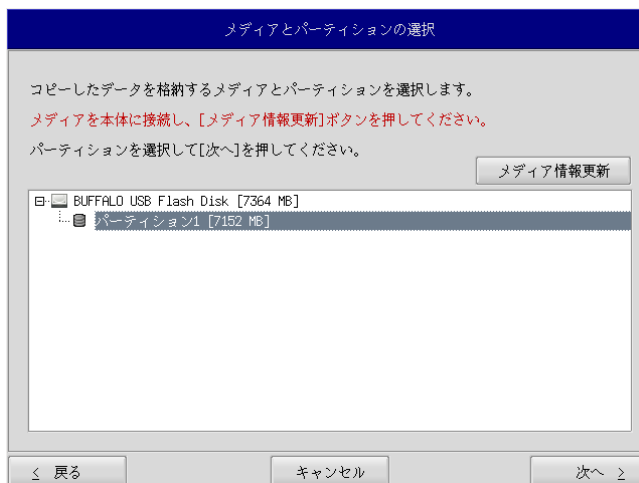 メディアとパーティションの選択
コピーしたデータを格納するメディアとパーティションを選択します。
メディアを本体に接続し、[メディア情報更新]ボタンを押してください。
パーティションを選択して[次へ]を押してください。
メディア情報更新
BUFFALO USB Flash Disk [7364 MB]
パーティション1 [7152 MB]
< 戻る
キャンセル
次へ >